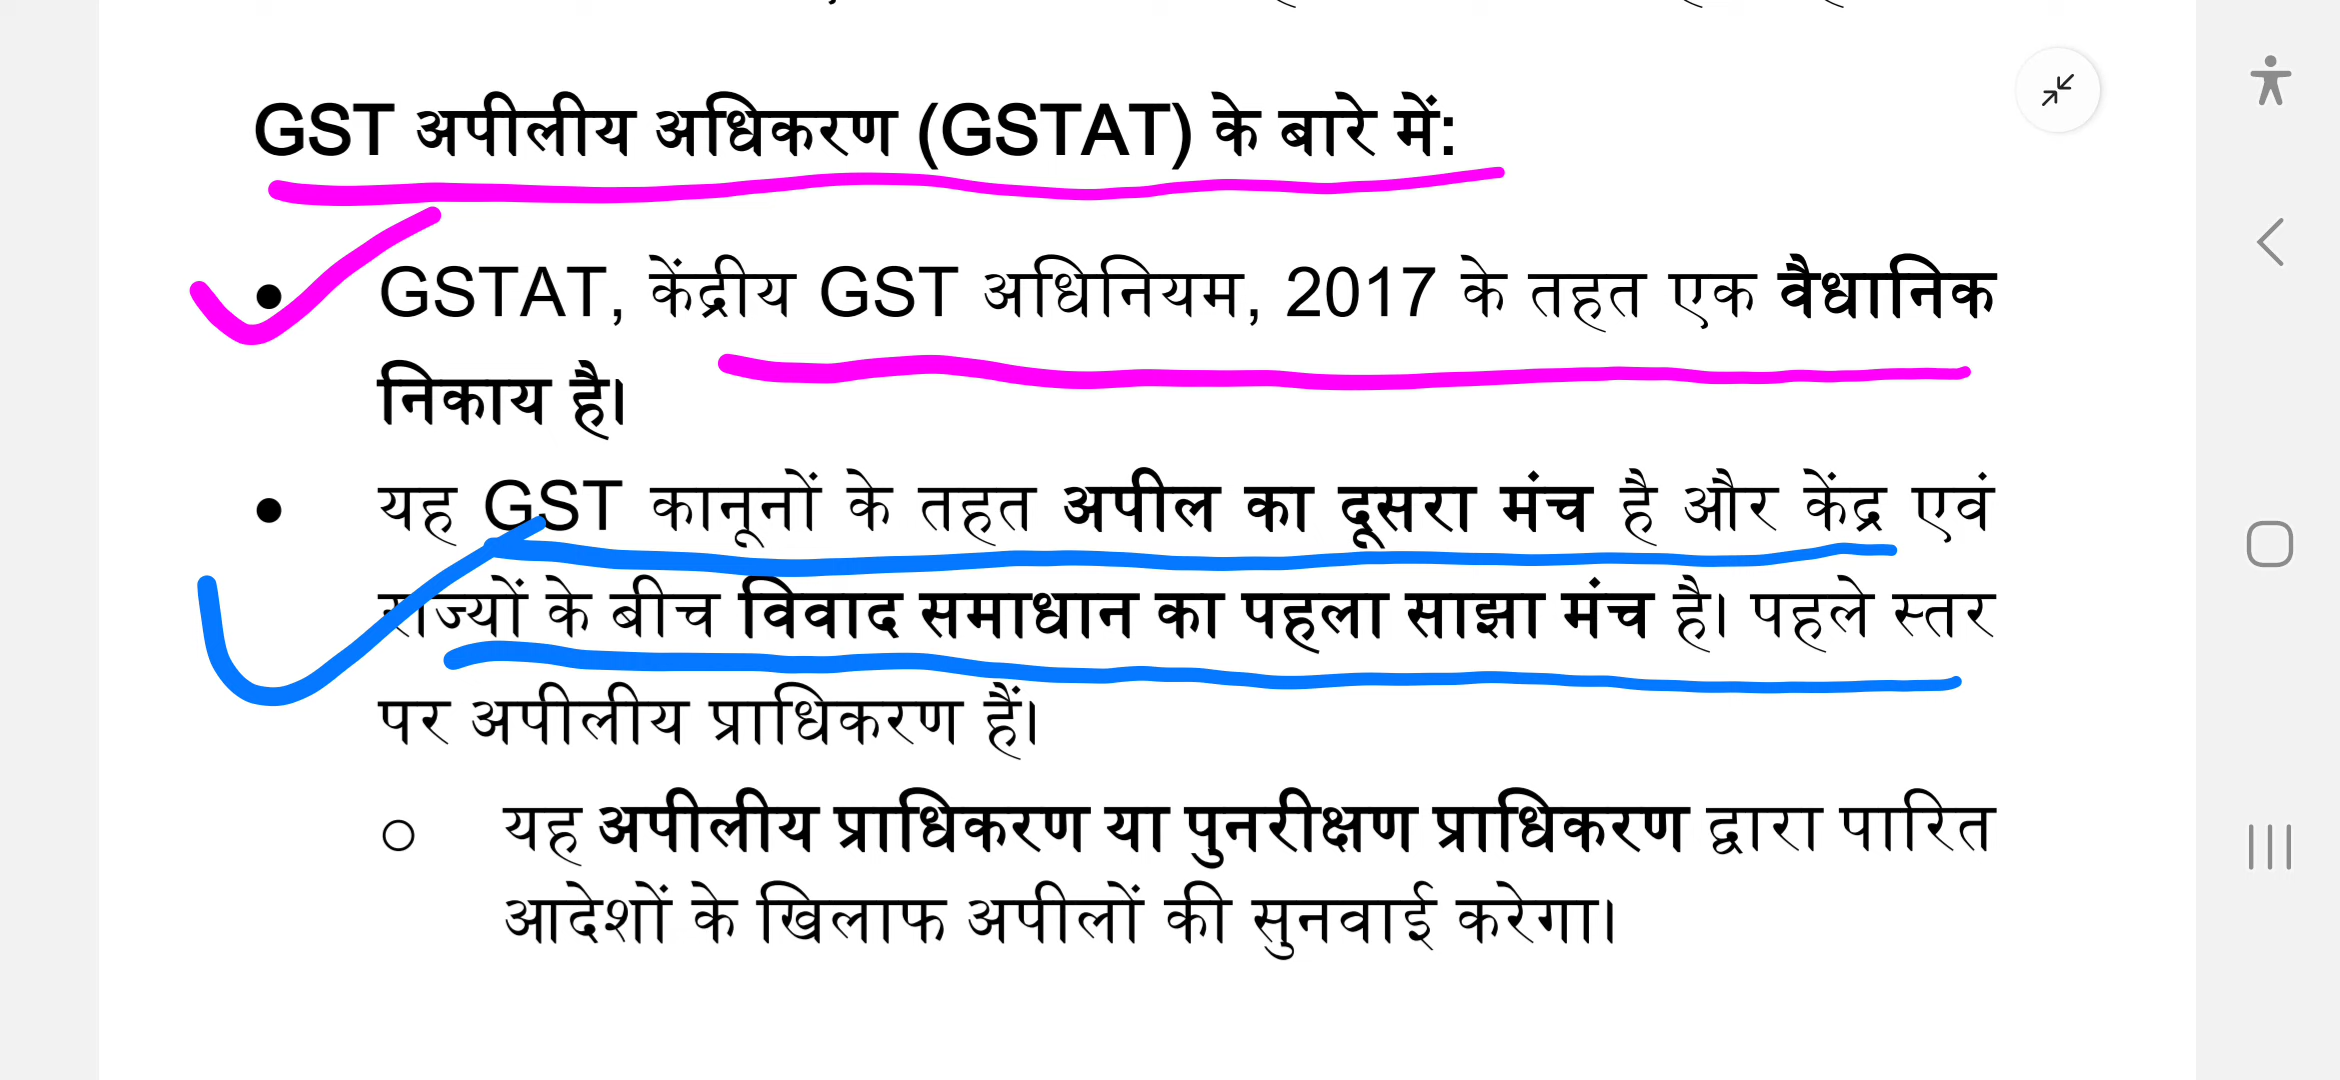 GST अपीलीय अधिकरण (GSTAT) के बारे में:
• GSTAT, केंद्रीय GST अधिनियम, 2017 के तहत एक वैधानिक
निकाय है।
• यह GST कानूनों के तहत अपील का दूसरा मंच है और केंद्र एवं
राज्यों के बीच विवाद समाधान का पहला साझा मंच है। पहले स्तर
पर अपीलीय प्राधिकरण हैं।
o यह अपीलीय प्राधिकरण या पुनरीक्षण प्राधिकरण द्वारा पारित
आदेशों के खिलाफ अपीलों की सुनवाई करेगा।